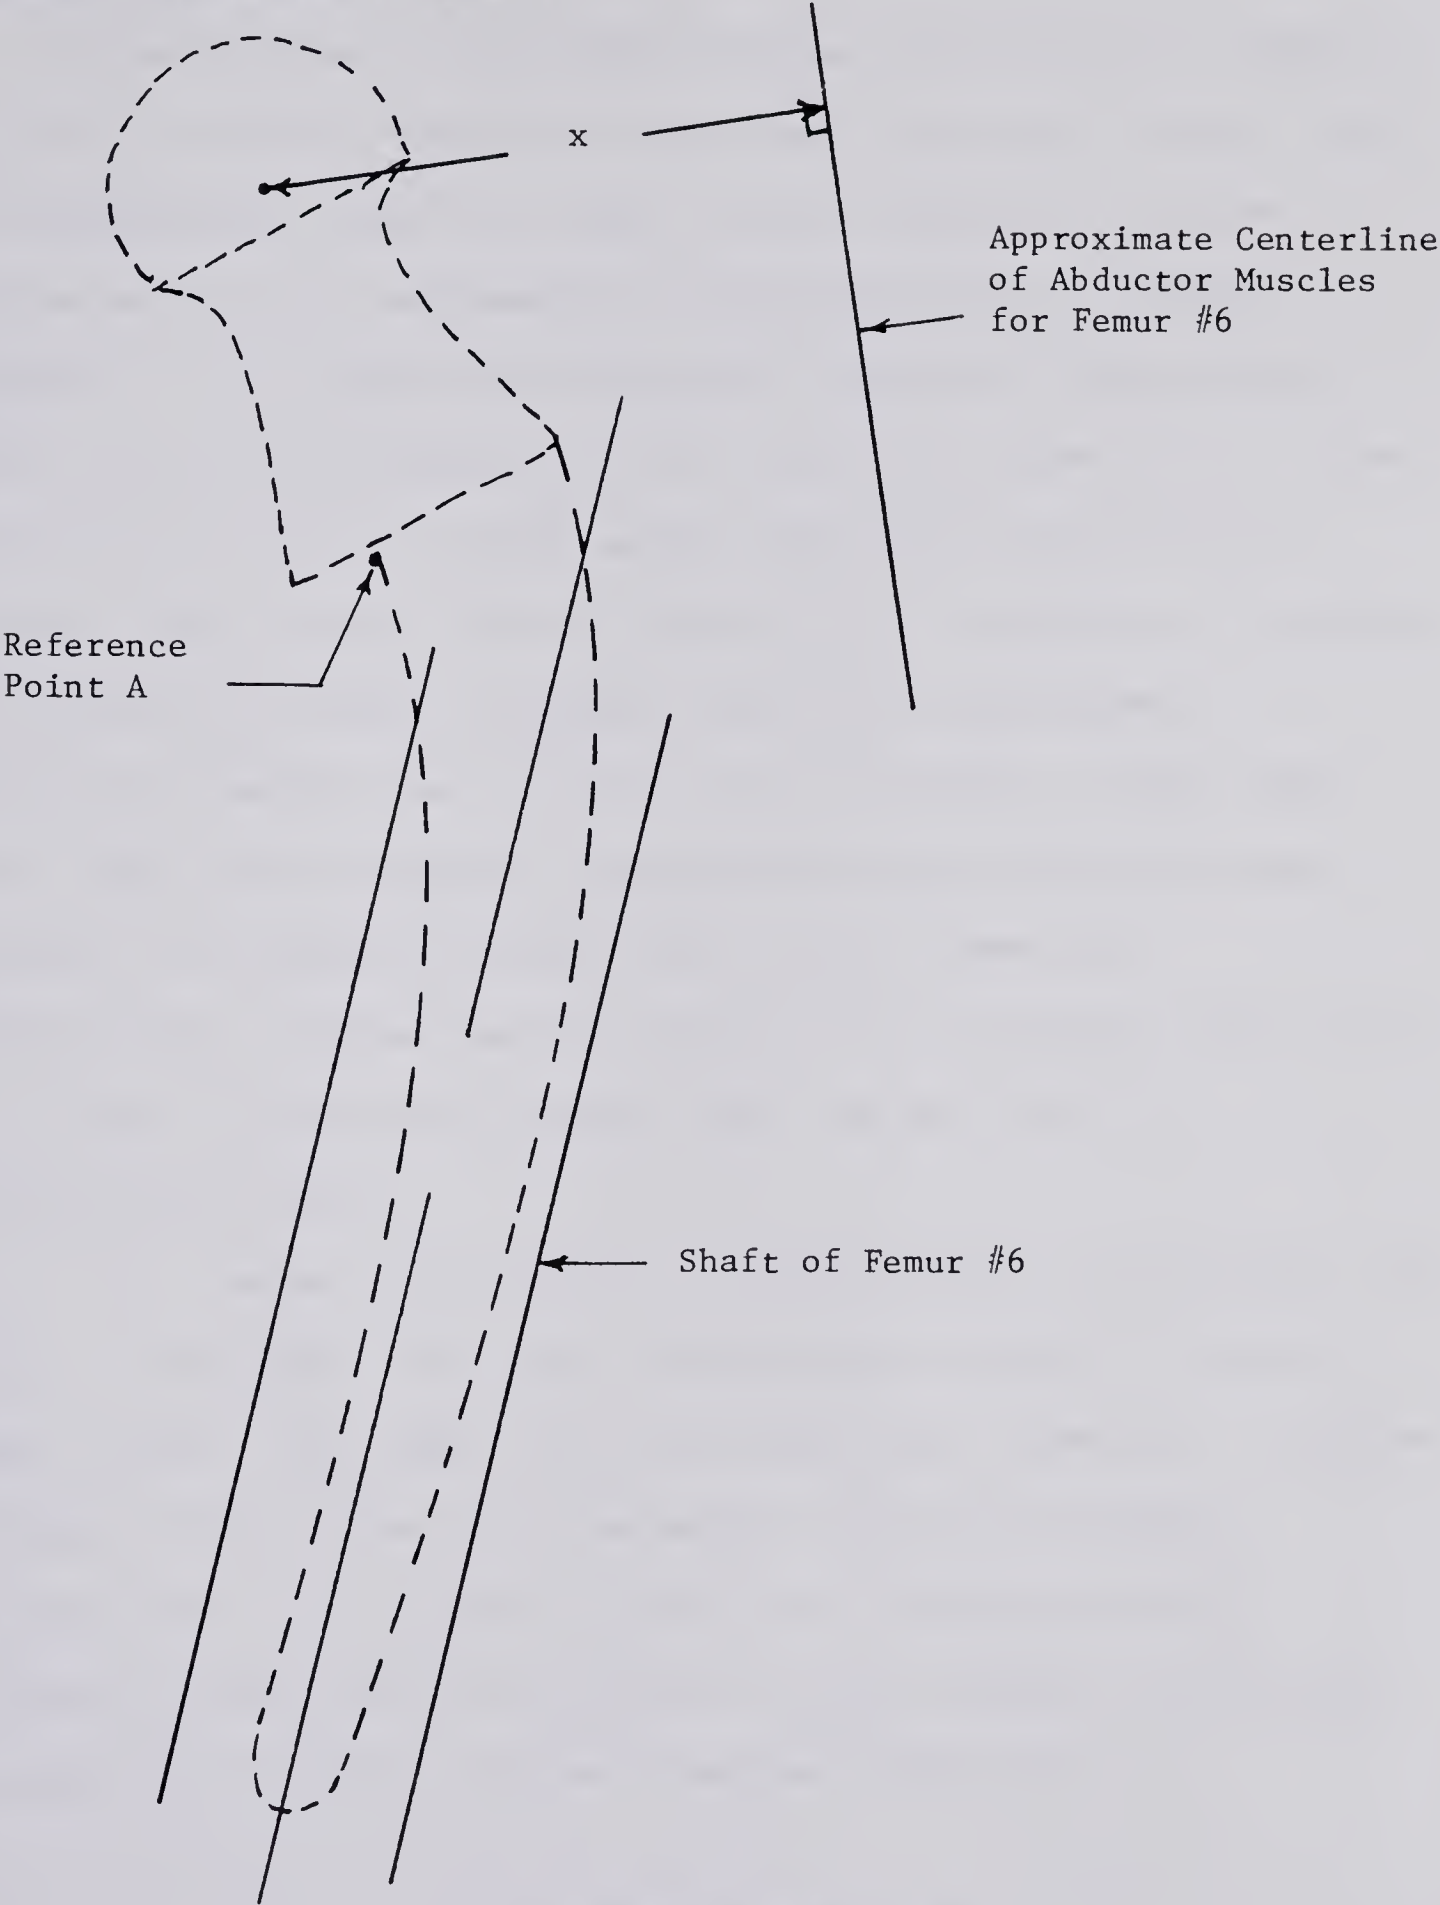 x
Approximate Centerline
of Abductor Muscles
for Femur #6
Reference
Point A
Shaft of Femur #6